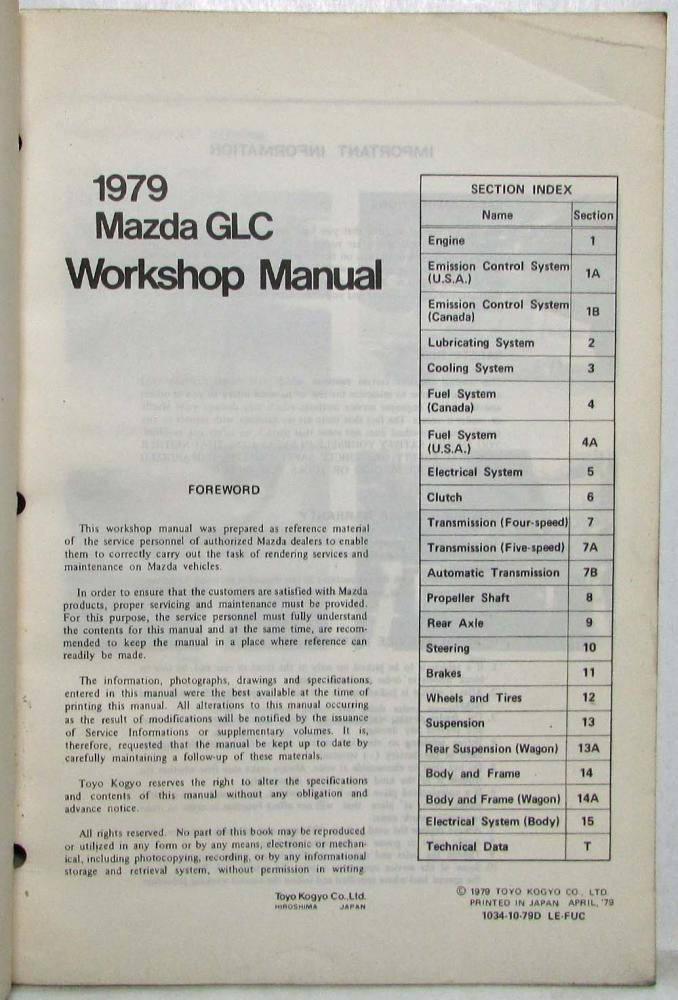 1979
Mazda GLC
Workshop Manual
FOREWORD
This workshop manual was prepared as reference material
of the service personnel of authorized Mazda dealers to enable
them to correctly carry out the task of rendering services and
maintenance on Mazda vehicles.
In order to ensure that the customers are satisfied with Mazda
products, proper servicing and maintenance must be provided.
For this purpose, the service personnel must fully understand
the contents for this manual and at the same time, are recom-
mended to keep the manual in a place where reference can
readily be made.
The information, photographs, drawings and specifications,
entered in this manual were the best available at the time of
printing this manual. All alterations to this manual occurring
as the result of modifications will be notified by the issuance
of Service Informations or supplementary volumes. It is,
therefore, requested that the manual be kept up to date by
carefully maintaining a follow-up of these materials.
Toyo Kogyo reserves the right to alter the specifications
and contents of this manual without any obligation and
advance notice.
All rights reserved. No part of this book may be reproduced
or utilized in any form or by any means, electronic or mechan-
ical, including photocopying, recording, or by any informational
storage and retrieval system, without permission in writing.
Toyo Kogyo Co., Ltd.
HIROSHIMA JAPAN
SECTION INDEX
Name Section
Engine 1
Emission Control System
(U.S.A.) 1A
Emission Control System
(Canada) 1B
Lubricating System 2
Cooling System 3
Fuel System
(Canada) 4
Fuel System
(U.S.A.) 4A
Electrical System 5
Clutch 6
Transmission (Four-speed) 7
Transmission (Five-speed) 7A
Automatic Transmission 7B
Propeller Shaft 8
Rear Axle 9
Steering 10
Brakes 11
Wheels and Tires 12
Suspension 13
Rear Suspension (Wagon) 13A
Body and Frame 14
Body and Frame (Wagon) 14A
Electrical System (Body) 15
Technical Data T
© 1979 TOYO KOGYO CO., LTD.
PRINTED IN JAPAN APRIL, '79
1034-10-79D LE-FUC